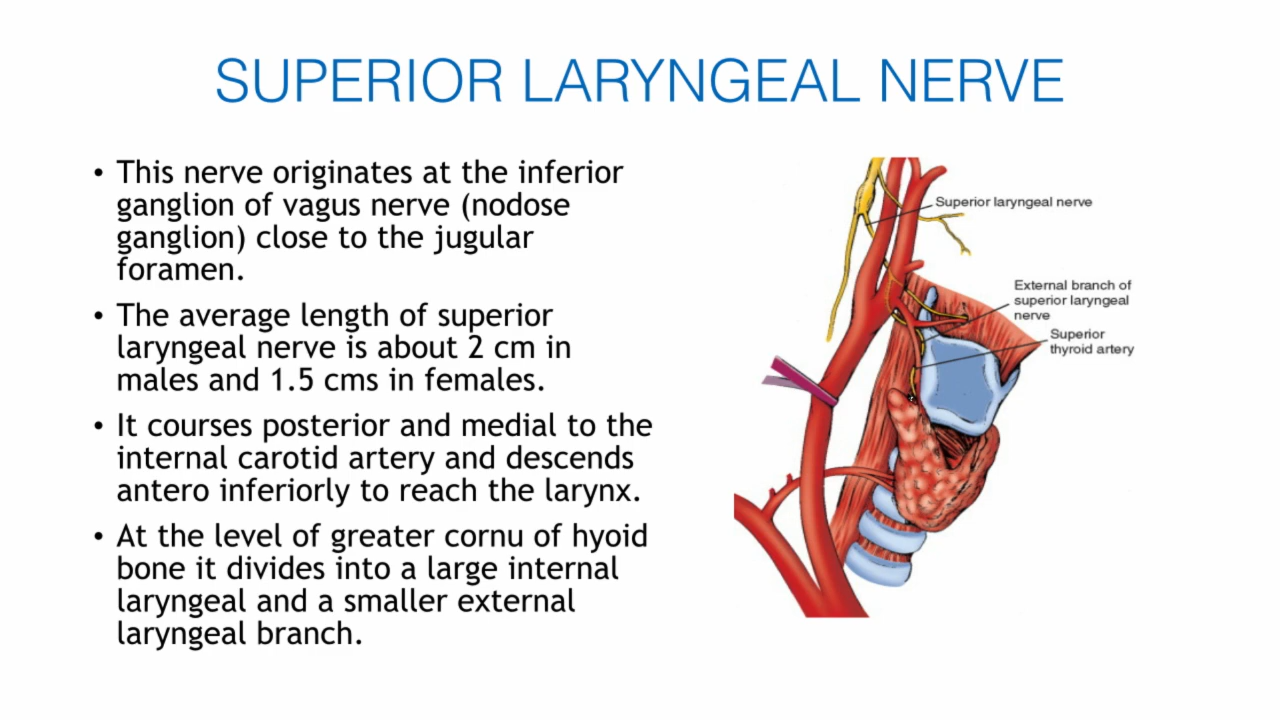 SUPERIOR LARYNGEAL NERVE
• This nerve originates at the inferior
ganglion of vagus nerve (nodose
ganglion) close to the jugular
foramen.
• The average length of superior
laryngeal nerve is about 2 cm in
males and 1.5 cms in females.
• It courses posterior and medial to the
internal carotid artery and descends
antero inferiorly to reach the larynx.
• At the level of greater cornu of hyoid
bone it divides into a large internal
laryngeal and a smaller external
laryngeal branch.
Superior laryngeal nerve
External branch of
superior laryngeal
nerve
Superior
thyroid artery